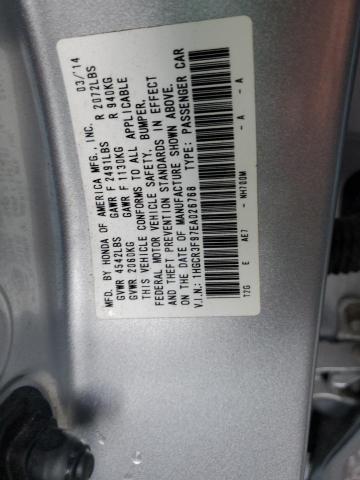 MFD. BY HONDA OF AMERICA MFG., INC. 03/'14
GVWR 4542LBS GAWR F 2491LBS R 2072LBS
GVWR 2060KG GAWR F 1130KG R 940KG
THIS VEHICLE CONFORMS TO ALL APPLICABLE
FEDERAL MOTOR VEHICLE SAFETY, BUMPER,
AND THEFT PREVENTION STANDARDS IN EFFECT
ON THE DATE OF MANUFACTURE SHOWN ABOVE.
V.I.N.: 1HGCR3F97EA026768 TYPE: PASSENGER CAR
T2G E AE7 - NH700M - A - A